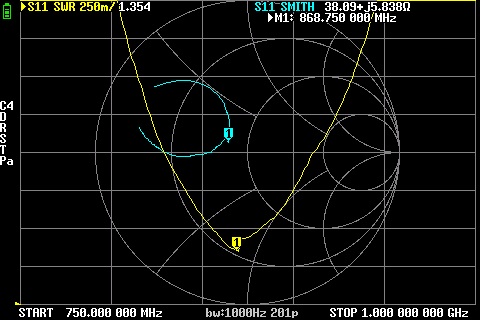 S11 SWR 250m/ 1.354 S11 SMITH 38.09+j5.838Ω
M1: 868.750 000 MHz
C4
D
R
S
T
Pa
1
1
START 750.000 000 MHz bw:1000Hz 201p STOP 1.000 000 000 GHz